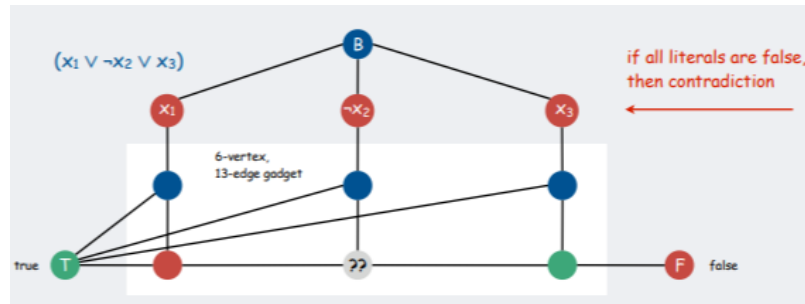 B
(x₁ ∨ ¬x₂ ∨ x₃)
if all literals are false,
then contradiction
x₁
¬x₂
x₃
6-vertex,
13-edge gadget
true
T
??
F
false